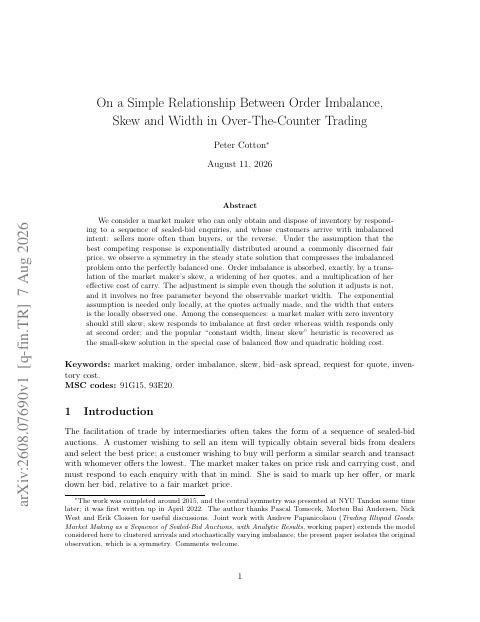 On a Simple Relationship Between Order Imbalance,
Skew and Width in Over-The-Counter Trading
Peter Cotton*
August 11, 2026
Abstract
We consider a market maker who can only obtain and dispose of inventory by respond-
ing to a sequence of sealed-bid enquiries, and whose customers arrive with imbalanced
intent: sellers more often than buyers, or the reverse. Under the assumption that the
best competing response is exponentially distributed around a commonly discerned fair
price, we observe a symmetry in the steady state solution that compresses the imbalanced
problem onto the perfectly balanced one. Order imbalance is absorbed, exactly, by a trans-
lation of the market maker's skew, a widening of her quotes, and a multiplication of her
effective cost of carry. The adjustment is simple even though the solution it adjusts is not,
and it involves no free parameter beyond the observable market width. The exponential
assumption is needed only locally, at the quotes actually made, and the width that enters
is the locally observed one. Among the consequences: a market maker with zero inventory
should still skew; skew responds to imbalance at first order whereas width responds only
at second order; and the popular "constant width, linear skew" heuristic is recovered as
the small-skew solution in the special case of balanced flow and quadratic holding cost.
Keywords: market making, order imbalance, skew, bid–ask spread, request for quote, inven-
tory cost.
MSC codes: 91G15, 93E20.
1 Introduction
The facilitation of trade by intermediaries often takes the form of a sequence of sealed-bid
auctions. A customer wishing to sell an item will typically obtain several bids from dealers
and select the best price; a customer wishing to buy will perform a similar search and transact
with whomever offers the lowest. The market maker takes on price risk and carrying cost, and
must respond to each enquiry with that in mind. She is said to mark up her offer, or mark
down her bid, relative to a fair market price.
*The work was completed around 2015, and the central symmetry was presented at NYU Tandon some time
later; it was first written up in April 2022. The author thanks Pascal Tomecek, Morten Bai Andersen, Nick
West and Erik Clossen for useful discussions. Joint work with Andrew Papanicolaou (Trading Illiquid Goods:
Market Making as a Sequence of Sealed-Bid Auctions, with Analytic Results, working paper) extends the model
considered here to clustered arrivals and stochastically varying imbalance; the present paper isolates the original
observation, which is a symmetry. Comments welcome.
1
arXiv:2608.07690v1 [q-fin.TR] 7 Aug 2026